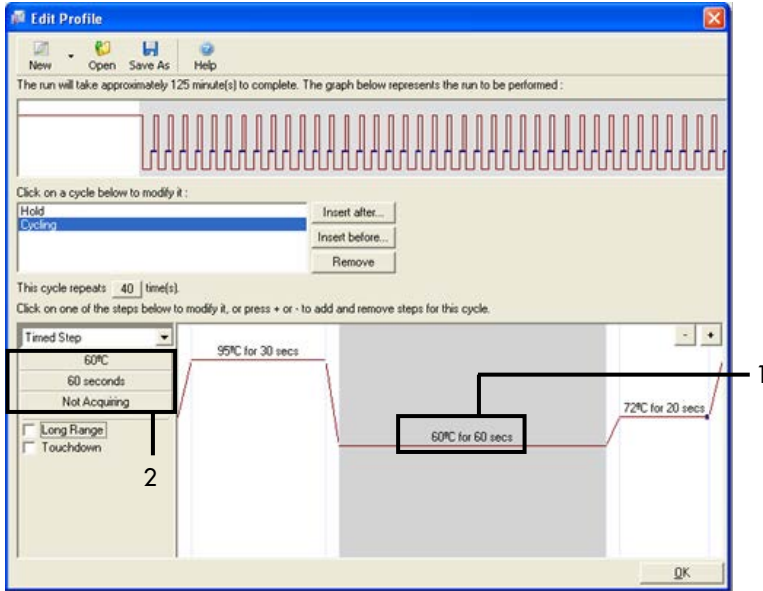 Edit Profile
New Open Save As Help
The run will take approximately 125 minute(s) to complete. The graph below represents the run to be performed :
Click on a cycle below to modify it :
Hold
Cycling
Insert after...
Insert before...
Remove
This cycle repeats 40 time(s).
Click on one of the steps below to modify it, or press + or - to add and remove steps for this cycle.
Timed Step
- +
60ºC
60 seconds
Not Acquiring
Long Range
Touchdown
95ºC for 30 secs
60ºC for 60 secs
72ºC for 20 secs
1
2
OK